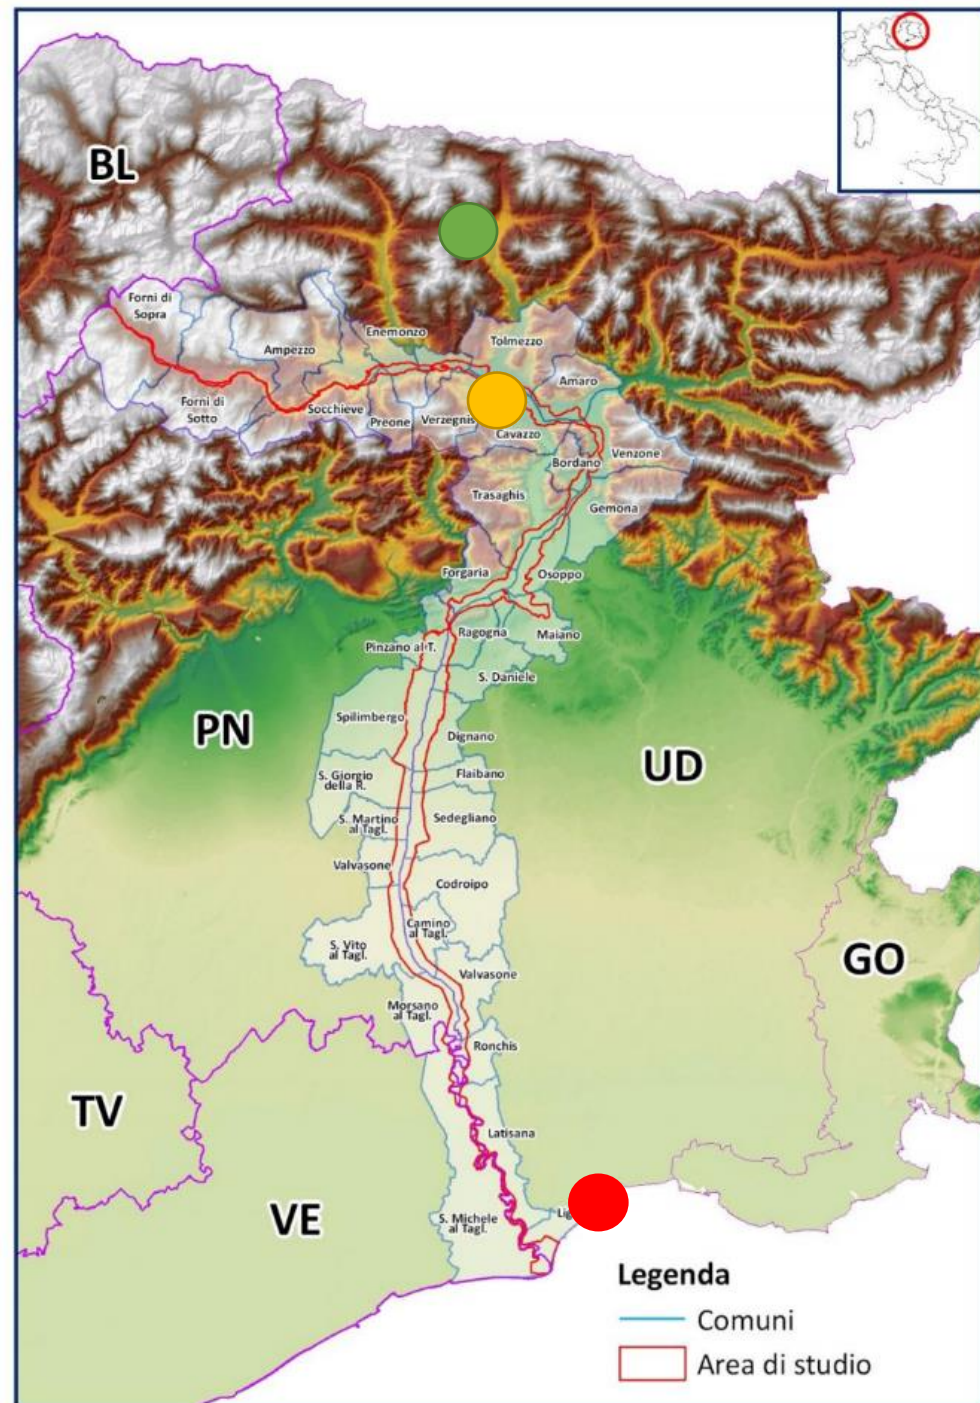 BL
Forni di
Sopra
Enemonzo
Tolmezzo
Ampezzo
Amaro
Forni di
Sotto
Socchieve
Preone
Verzegnis
Cavazzo
Venzone
Bordano
Trasaghis
Gemona
Forgaria
Osoppo
Ragogna
Maiano
Pinzano al T.
S. Daniele
PN
Spilimbergo
Dignano
UD
S. Giorgio
della R.
Flaibano
S. Martino
al Tagl.
Sedegliano
Valvasone
Codroipo
Camino
al Tagl.
S. Vito
al Tagl.
GO
Valvasone
Morsano
al Tagl.
Ronchis
TV
Latisana
VE
S. Michele
al Tagl.
Legenda
Comuni
Area di studio